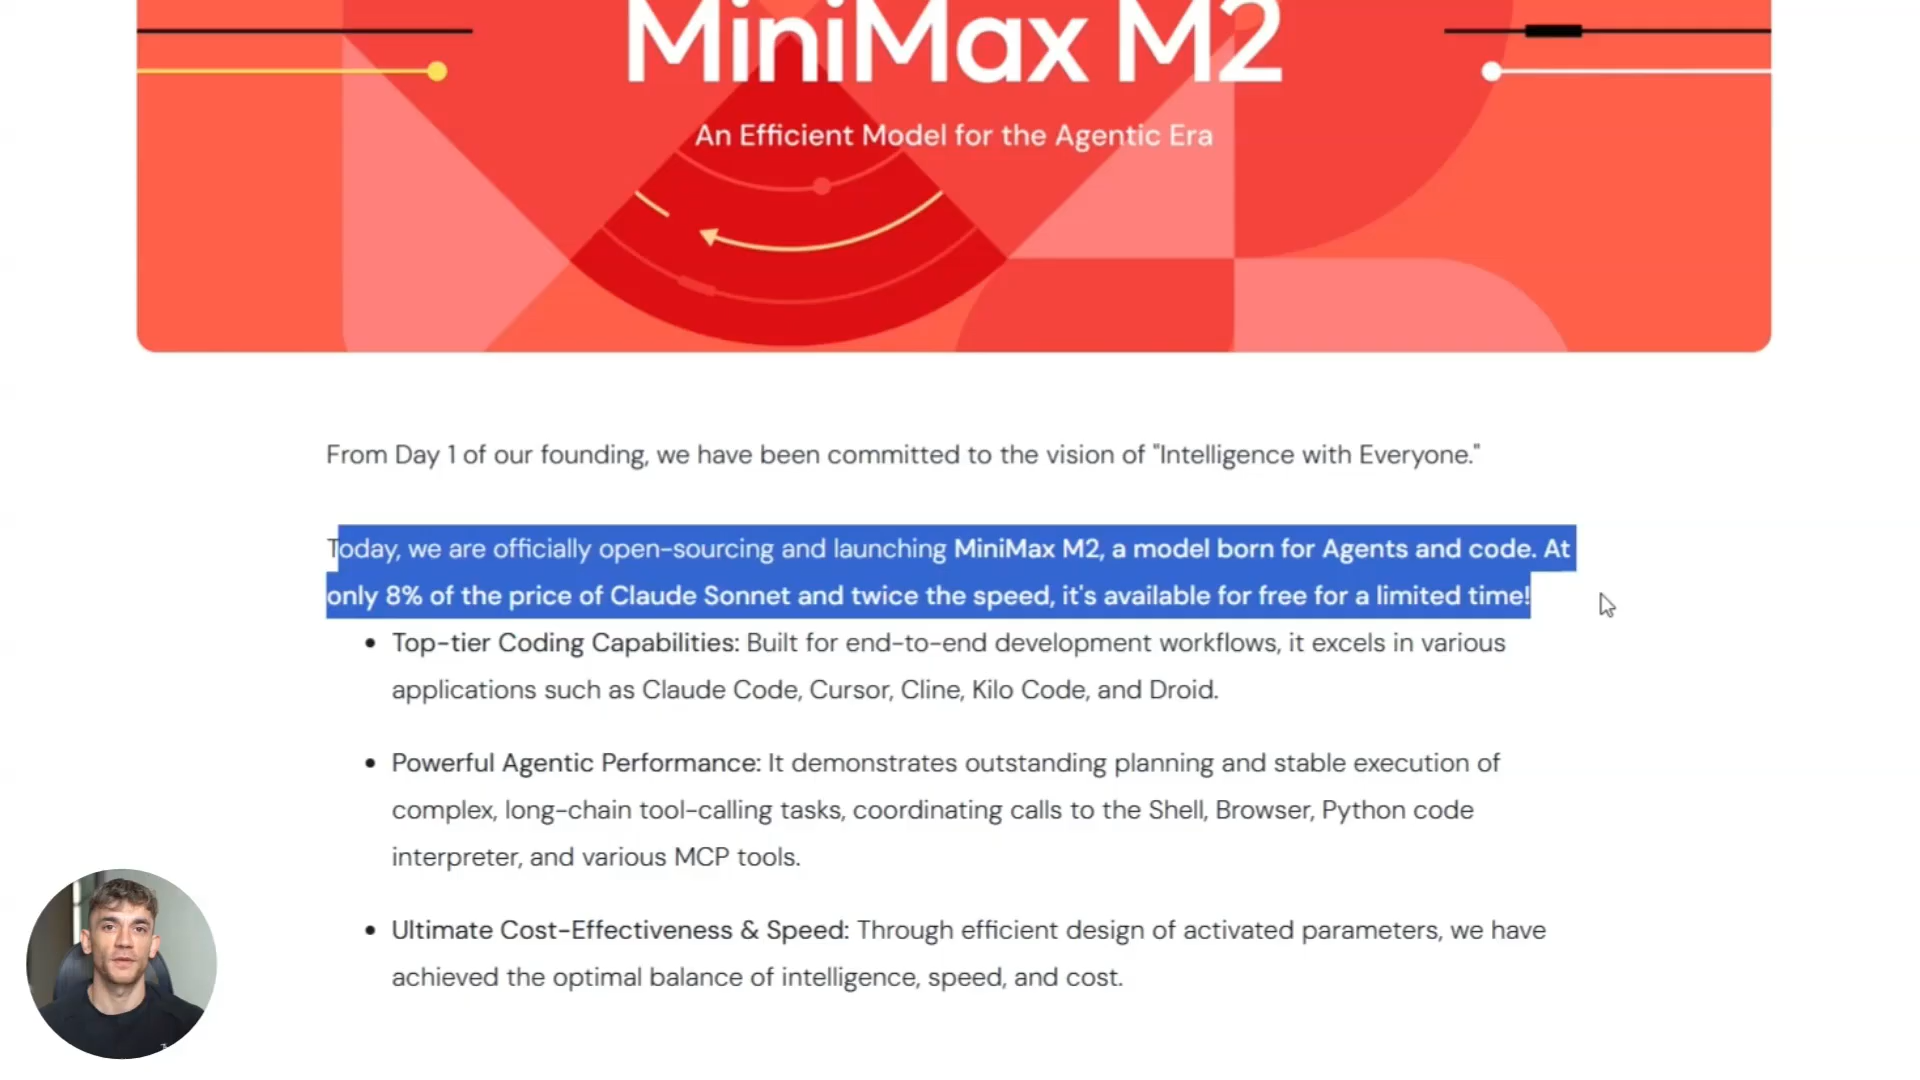 MiniMax M2
An Efficient Model for the Agentic Era
From Day 1 of our founding, we have been committed to the vision of "Intelligence with Everyone."
Today, we are officially open-sourcing and launching MiniMax M2, a model born for Agents and code. At
only 8% of the price of Claude Sonnet and twice the speed, it's available for free for a limited time!
• Top-tier Coding Capabilities: Built for end-to-end development workflows, it excels in various
applications such as Claude Code, Cursor, Cline, Kilo Code, and Droid.
• Powerful Agentic Performance: It demonstrates outstanding planning and stable execution of
complex, long-chain tool-calling tasks, coordinating calls to the Shell, Browser, Python code
interpreter, and various MCP tools.
• Ultimate Cost-Effectiveness & Speed: Through efficient design of activated parameters, we have
achieved the optimal balance of intelligence, speed, and cost.